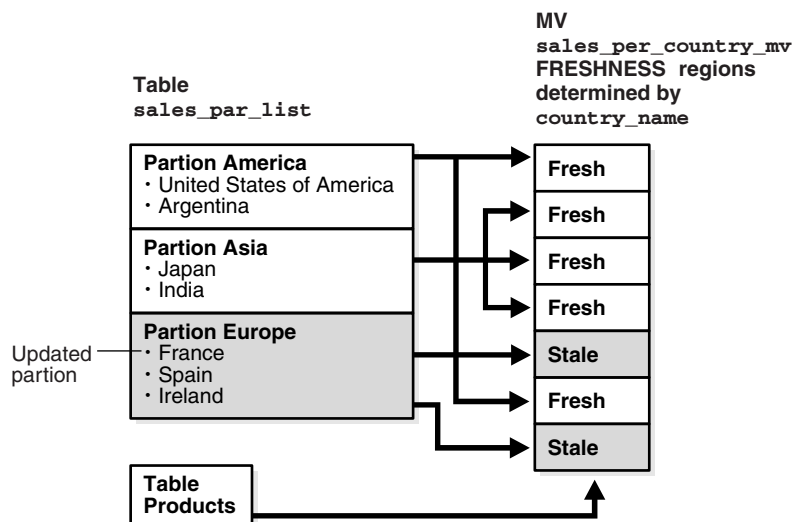 MV
sales_per_country_mv
FRESHNESS regions
determined by
country_name
Table
sales_par_list
Partion America
· United States of America
· Argentina
Partion Asia
· Japan
· India
Partion Europe
· France
· Spain
· Ireland
Updated
partion
Fresh
Fresh
Fresh
Fresh
Stale
Fresh
Stale
Table
Products